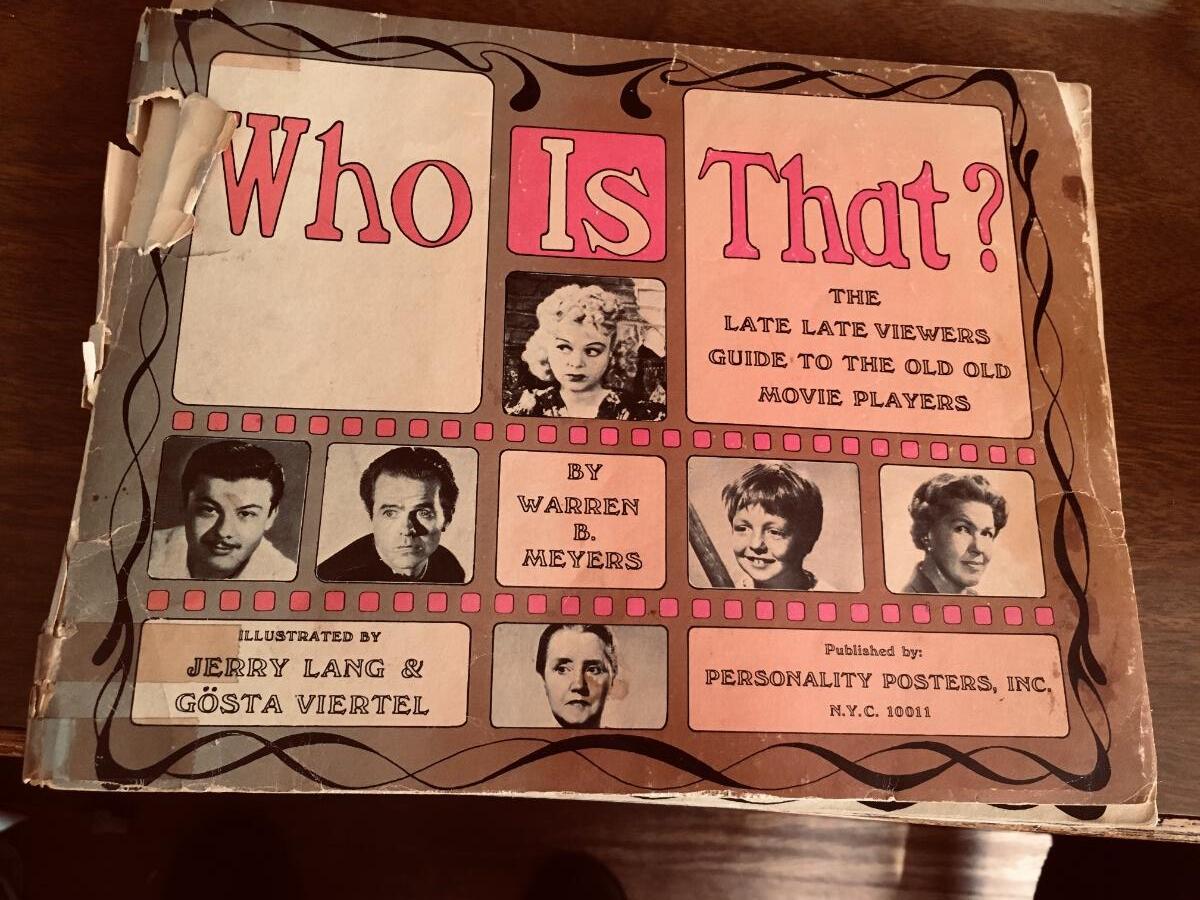 Who Is That?
THE
LATE LATE VIEWERS
GUIDE TO THE OLD OLD
MOVIE PLAYERS
BY
WARREN
B.
MEYERS
ILLUSTRATED BY
JERRY LANG &
GÖSTA VIERTEL
Published by:
PERSONALITY POSTERS, INC.
N.Y.C. 10011